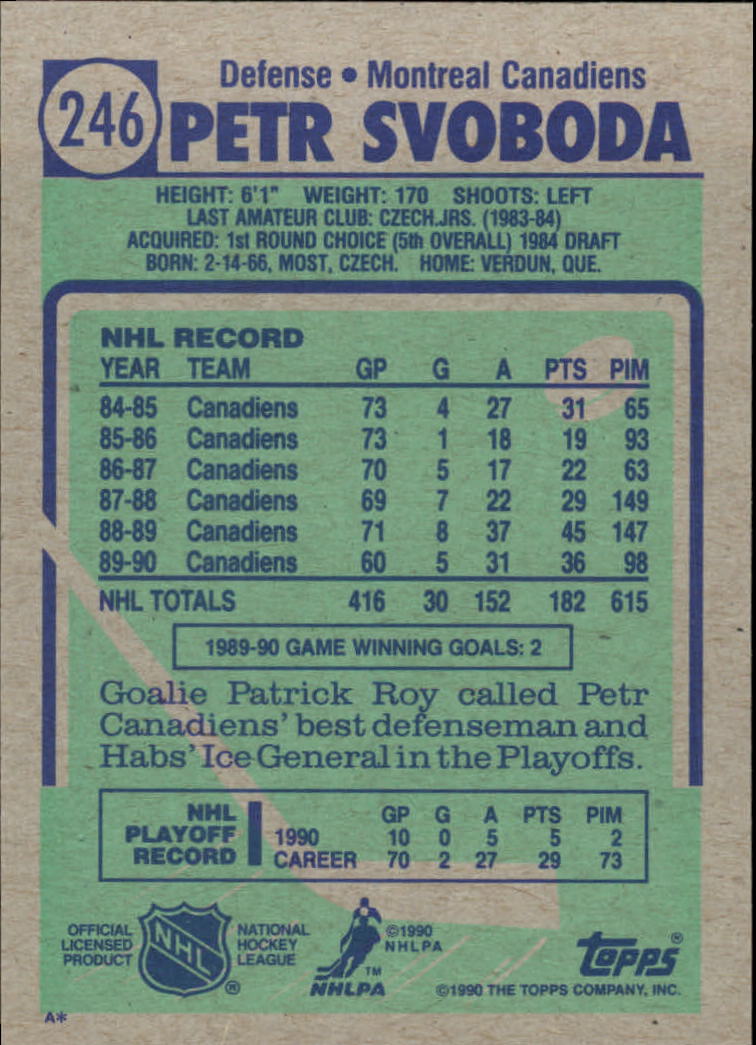 246
Defense • Montreal Canadiens
PETR SVOBODA
HEIGHT: 6'1" WEIGHT: 170 SHOOTS: LEFT
LAST AMATEUR CLUB: CZECH.JRS. (1983-84)
ACQUIRED: 1st ROUND CHOICE (5th OVERALL) 1984 DRAFT
BORN: 2-14-66, MOST, CZECH. HOME: VERDUN, QUE.
NHL RECORD
YEAR TEAM GP G A PTS PIM
84-85 Canadiens 73 4 27 31 65
85-86 Canadiens 73 1 18 19 93
86-87 Canadiens 70 5 17 22 63
87-88 Canadiens 69 7 22 29 149
88-89 Canadiens 71 8 37 45 147
89-90 Canadiens 60 5 31 36 98
NHL TOTALS 416 30 152 182 615
1989-90 GAME WINNING GOALS: 2
Goalie Patrick Roy called Petr
Canadiens' best defenseman and
Habs' Ice General in the Playoffs.
NHL
PLAYOFF
RECORD
GP G A PTS PIM
1990 10 0 5 5 2
CAREER 70 2 27 29 73
OFFICIAL
LICENSED
PRODUCT
NHL
®
NATIONAL
HOCKEY
LEAGUE
TM
NHLPA
©1990
NHLPA
topps®
©1990 THE TOPPS COMPANY, INC.
A*